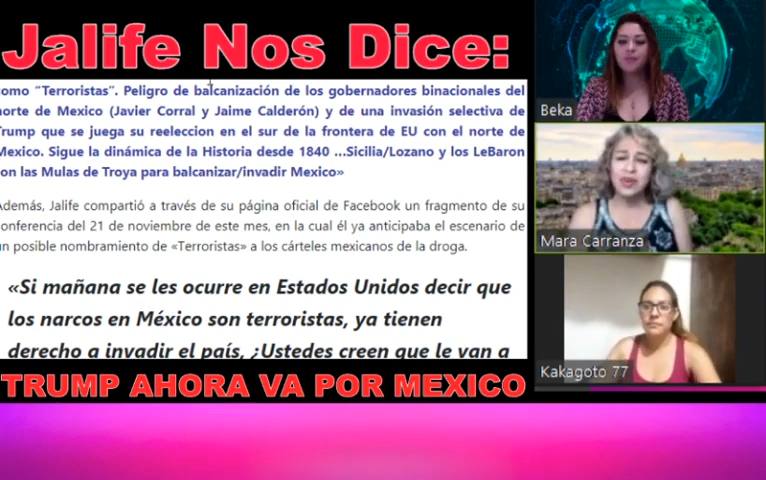 Jalife Nos Dice:
como "Terroristas". Peligro de balcanización de los gobernadores binacionales del
norte de Mexico (Javier Corral y Jaime Calderón) y de una invasión selectiva de
Trump que se juega su reeleccion en el sur de la frontera de EU con el norte de
Mexico. Sigue la dinámica de la Historia desde 1840 ...Sicilia/Lozano y los LeBaron
son las Mulas de Troya para balcanizar/invadir Mexico»
Además, Jalife compartió a través de su página oficial de Facebook un fragmento de su
conferencia del 21 de noviembre de este mes, en la cual él ya anticipaba el escenario de
un posible nombramiento de «Terroristas» a los cárteles mexicanos de la droga.
«Si mañana se les ocurre en Estados Unidos decir que
los narcos en México son terroristas, ya tienen
derecho a invadir el país, ¿Ustedes creen que le van a
TRUMP AHORA VA POR MEXICO
Beka
Mara Carranza
Kakagoto 77